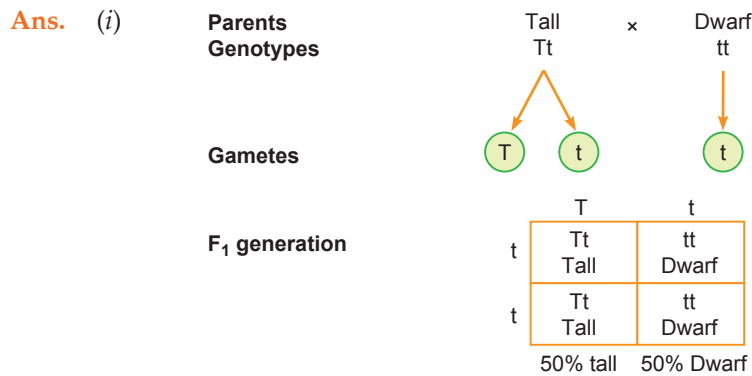 Ans. (i) Parents Tall × Dwarf
Genotypes Tt tt
Gametes T t t
T t
F₁ generation t Tt tt
Tall Dwarf
t Tt tt
Tall Dwarf
50% tall 50% Dwarf